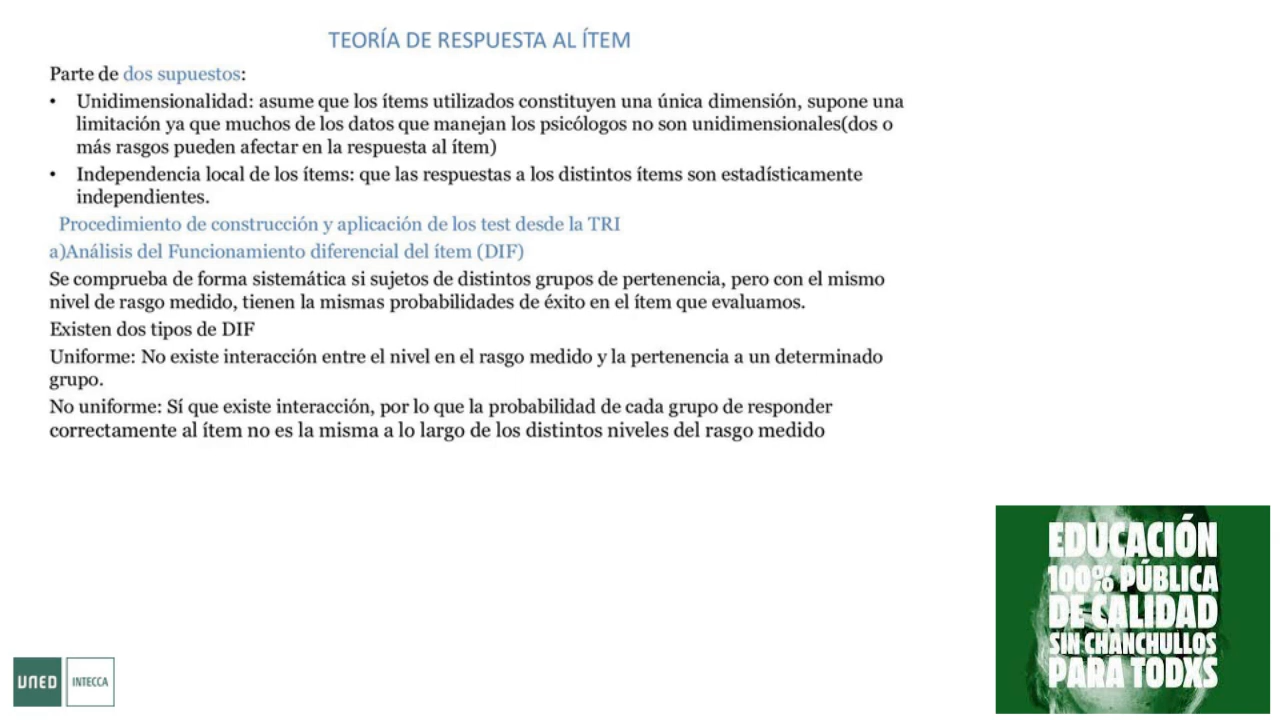 TEORÍA DE RESPUESTA AL ÍTEM
Parte de dos supuestos:
• Unidimensionalidad: asume que los ítems utilizados constituyen una única dimensión, supone una
limitación ya que muchos de los datos que manejan los psicólogos no son unidimensionales(dos o
más rasgos pueden afectar en la respuesta al ítem)
• Independencia local de los ítems: que las respuestas a los distintos ítems son estadísticamente
independientes.
Procedimiento de construcción y aplicación de los test desde la TRI
a)Análisis del Funcionamiento diferencial del ítem (DIF)
Se comprueba de forma sistemática si sujetos de distintos grupos de pertenencia, pero con el mismo
nivel de rasgo medido, tienen la mismas probabilidades de éxito en el ítem que evaluamos.
Existen dos tipos de DIF
Uniforme: No existe interacción entre el nivel en el rasgo medido y la pertenencia a un determinado
grupo.
No uniforme: Sí que existe interacción, por lo que la probabilidad de cada grupo de responder
correctamente al ítem no es la misma a lo largo de los distintos niveles del rasgo medido
EDUCACIÓN
100% PÚBLICA
DE CALIDAD
SIN CHANCHULLOS
PARA TODXS
UNED
INTECCA